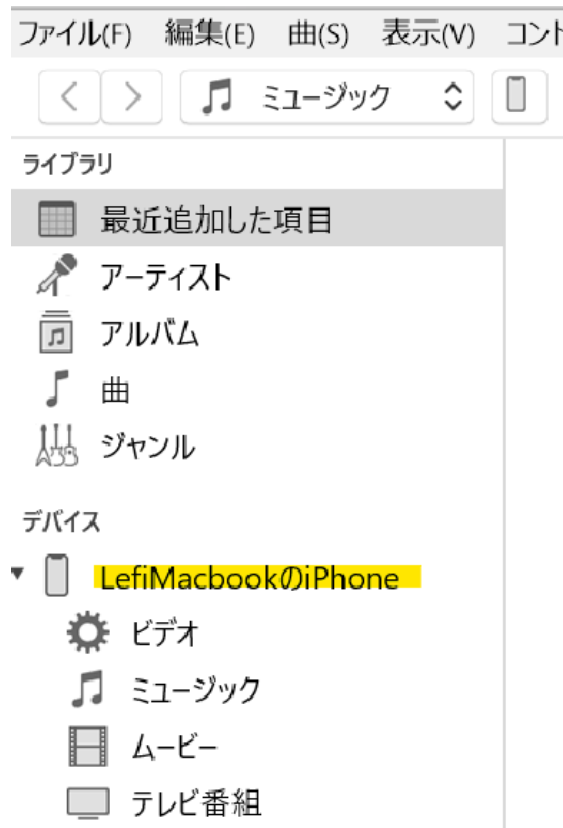 ファイル(F) 編集(E) 曲(S) 表示(V) コント
ミュージック
ライブラリ
最近追加した項目
アーティスト
アルバム
曲
ジャンル
デバイス
LefiMacbookのiPhone
ビデオ
ミュージック
ムービー
テレビ番組